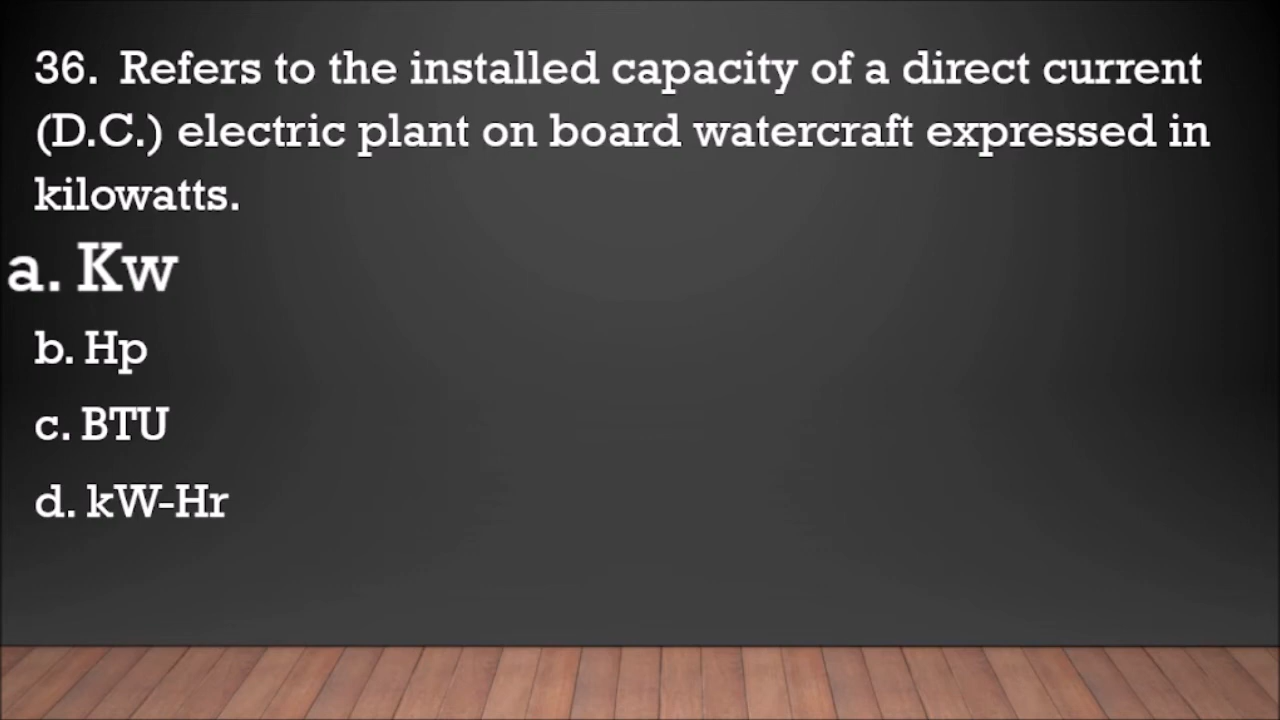 36. Refers to the installed capacity of a direct current
(D.C.) electric plant on board watercraft expressed in
kilowatts.
a. Kw
b. Hp
c. BTU
d. kW-Hr